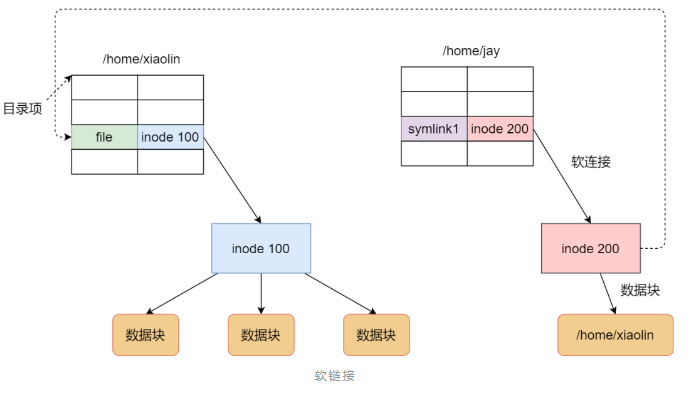 /home/xiaolin
/home/jay
目录项
file inode 100
symlink1 inode 200
软连接
inode 100
inode 200
数据块
数据块 数据块 数据块
/home/xiaolin
软链接